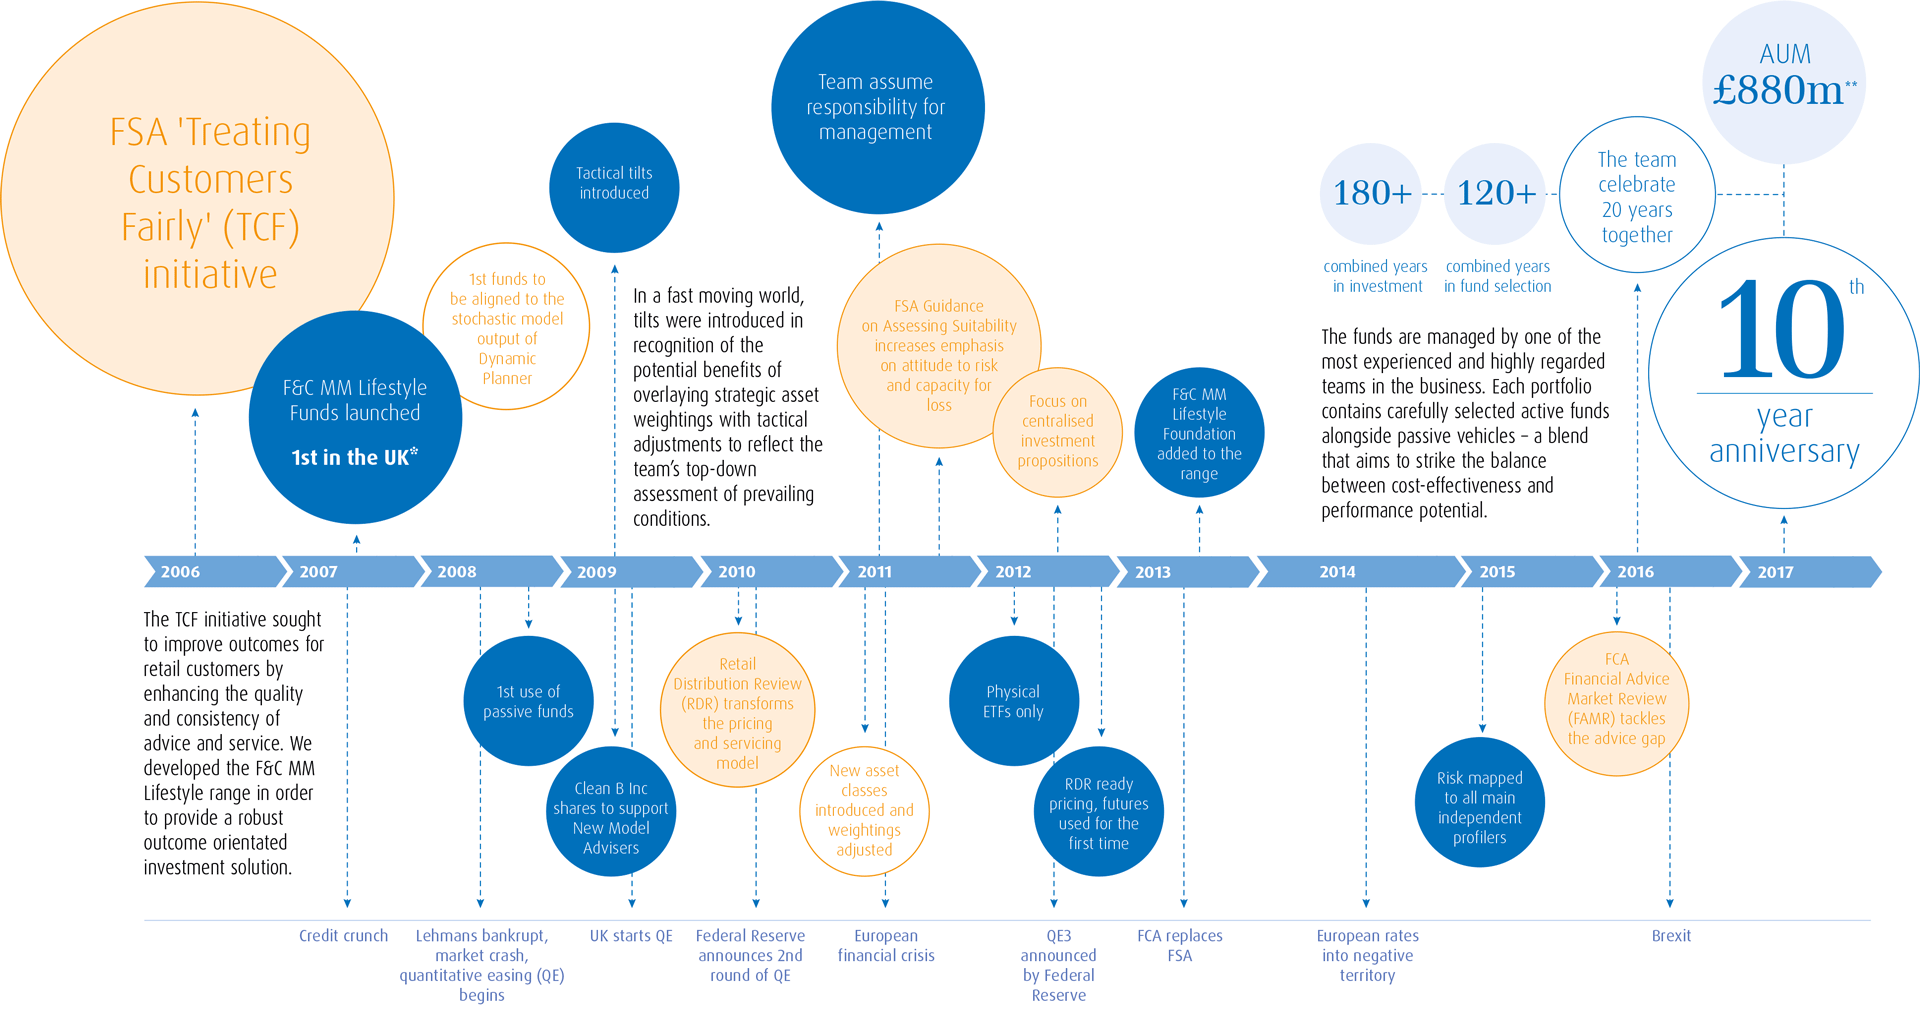 FSA 'Treating
Customers
Fairly' (TCF)
initiative
F&C MM Lifestyle
Funds launched
1st in the UK*
1st funds to
be aligned to the
stochastic model
output of
Dynamic
Planner
Tactical tilts
introduced
In a fast moving world,
tilts were introduced in
recognition of the
potential benefits of
overlaying strategic asset
weightings with tactical
adjustments to reflect the
team's top-down
assessment of prevailing
conditions.
Team assume
responsibility for
management
FSA Guidance
on Assessing Suitability
increases emphasis
on attitude to risk
and capacity for
loss
Focus on
centralised
investment
propositions
F&C MM
Lifestyle
Foundation
added to the
range
180+
combined years
in investment
120+
combined years
in fund selection
The team
celebrate
20 years
together
AUM
£880m**
The funds are managed by one of the
most experienced and highly regarded
teams in the business. Each portfolio
contains carefully selected active funds
alongside passive vehicles – a blend
that aims to strike the balance
between cost-effectiveness and
performance potential.
10th
year
anniversary
2006
2007
2008
2009
2010
2011
2012
2013
2014
2015
2016
2017
The TCF initiative sought
to improve outcomes for
retail customers by
enhancing the quality
and consistency of
advice and service. We
developed the F&C MM
Lifestyle range in order
to provide a robust
outcome orientated
investment solution.
1st use of
passive funds
Clean B Inc
shares to support
New Model
Advisers
Retail
Distribution Review
(RDR) transforms
the pricing
and servicing
model
New asset
classes
introduced and
weightings
adjusted
Physical
ETFs only
RDR ready
pricing, futures
used for the
first time
Risk mapped
to all main
independent
profilers
FCA
Financial Advice
Market Review
(FAMR) tackles
the advice gap
Credit crunch
Lehmans bankrupt,
market crash,
quantitative easing (QE)
begins
UK starts QE
Federal Reserve
announces 2nd
round of QE
European
financial crisis
QE3
announced
by Federal
Reserve
FCA replaces
FSA
European rates
into negative
territory
Brexit